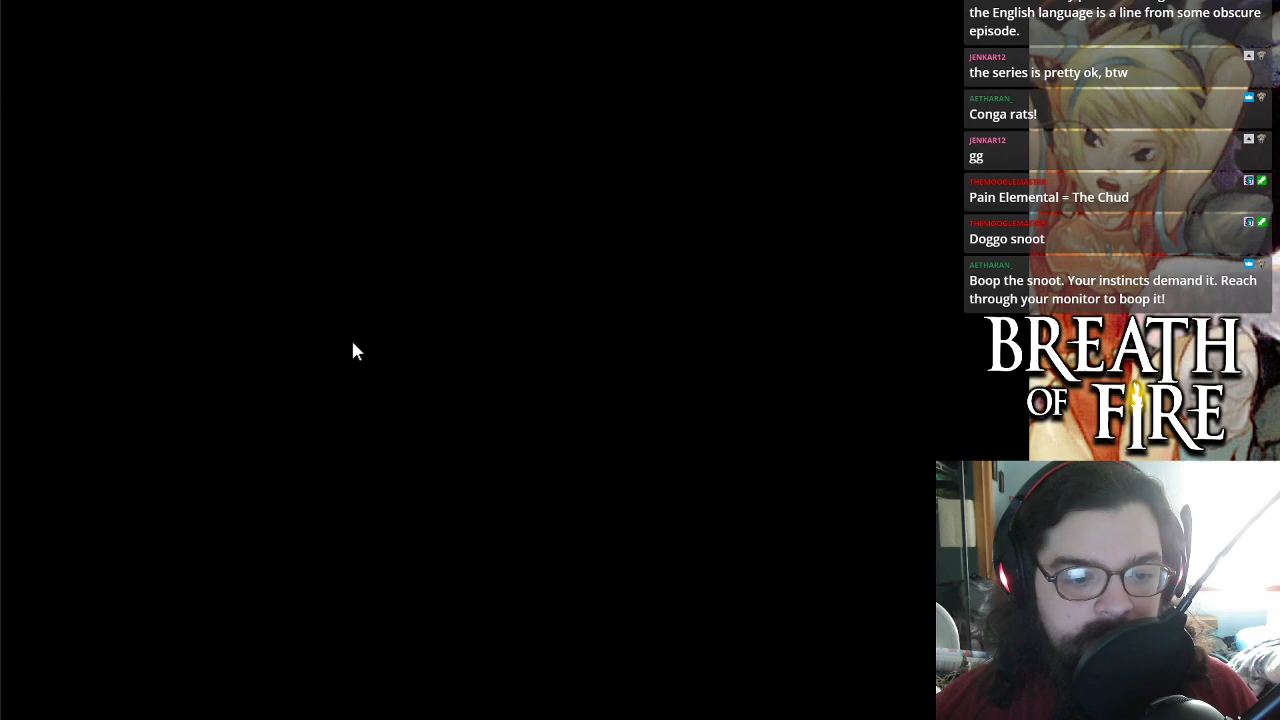 the English language is a line from some obscure
episode.
JENKAR12
the series is pretty ok, btw
AETHARAN_
Conga rats!
JENKAR12
gg
Pain Elemental = The Chud
Doggo snoot
AETHARAN_
Boop the snoot. Your instincts demand it. Reach
through your monitor to boop it!
BREATH
OF FIRE